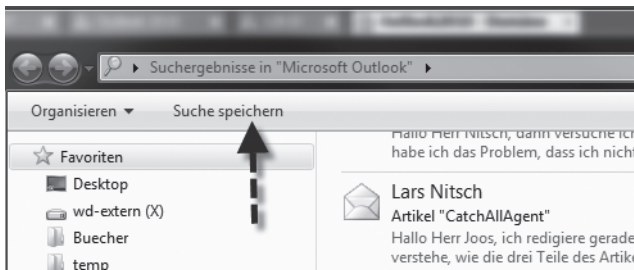 Suchergebnisse in "Microsoft Outlook"
Organisieren
Suche speichern
Favoriten
Desktop
wd-extern (X)
Buecher
temp
Hallo Herr Nitsch, dann versuche ich
habe ich das Problem, dass ich nicht
Lars Nitsch
Artikel "CatchAllAgent"
Hallo Herr Joos, ich redigiere gerade
verstehe, wie die drei Teile des Artike